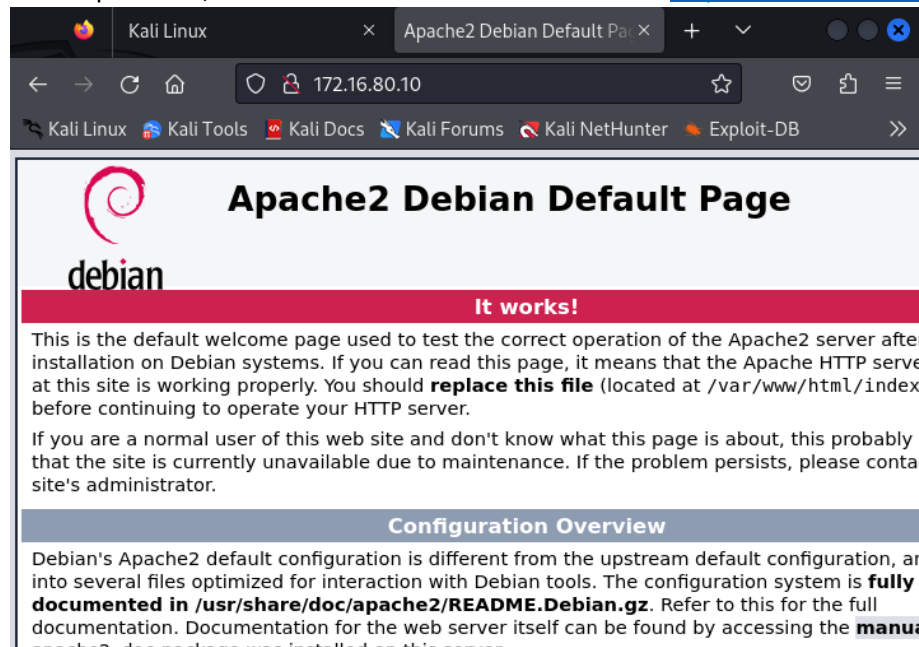 Kali Linux
Apache2 Debian Default Pag
172.16.80.10
Kali Linux Kali Tools Kali Docs Kali Forums Kali NetHunter Exploit-DB
debian
Apache2 Debian Default Page
It works!
This is the default welcome page used to test the correct operation of the Apache2 server after
installation on Debian systems. If you can read this page, it means that the Apache HTTP serve
at this site is working properly. You should replace this file (located at /var/www/html/index
before continuing to operate your HTTP server.
If you are a normal user of this web site and don't know what this page is about, this probably
that the site is currently unavailable due to maintenance. If the problem persists, please conta
site's administrator.
Configuration Overview
Debian's Apache2 default configuration is different from the upstream default configuration, an
into several files optimized for interaction with Debian tools. The configuration system is fully
documented in /usr/share/doc/apache2/README.Debian.gz. Refer to this for the full
documentation. Documentation for the web server itself can be found by accessing the manua